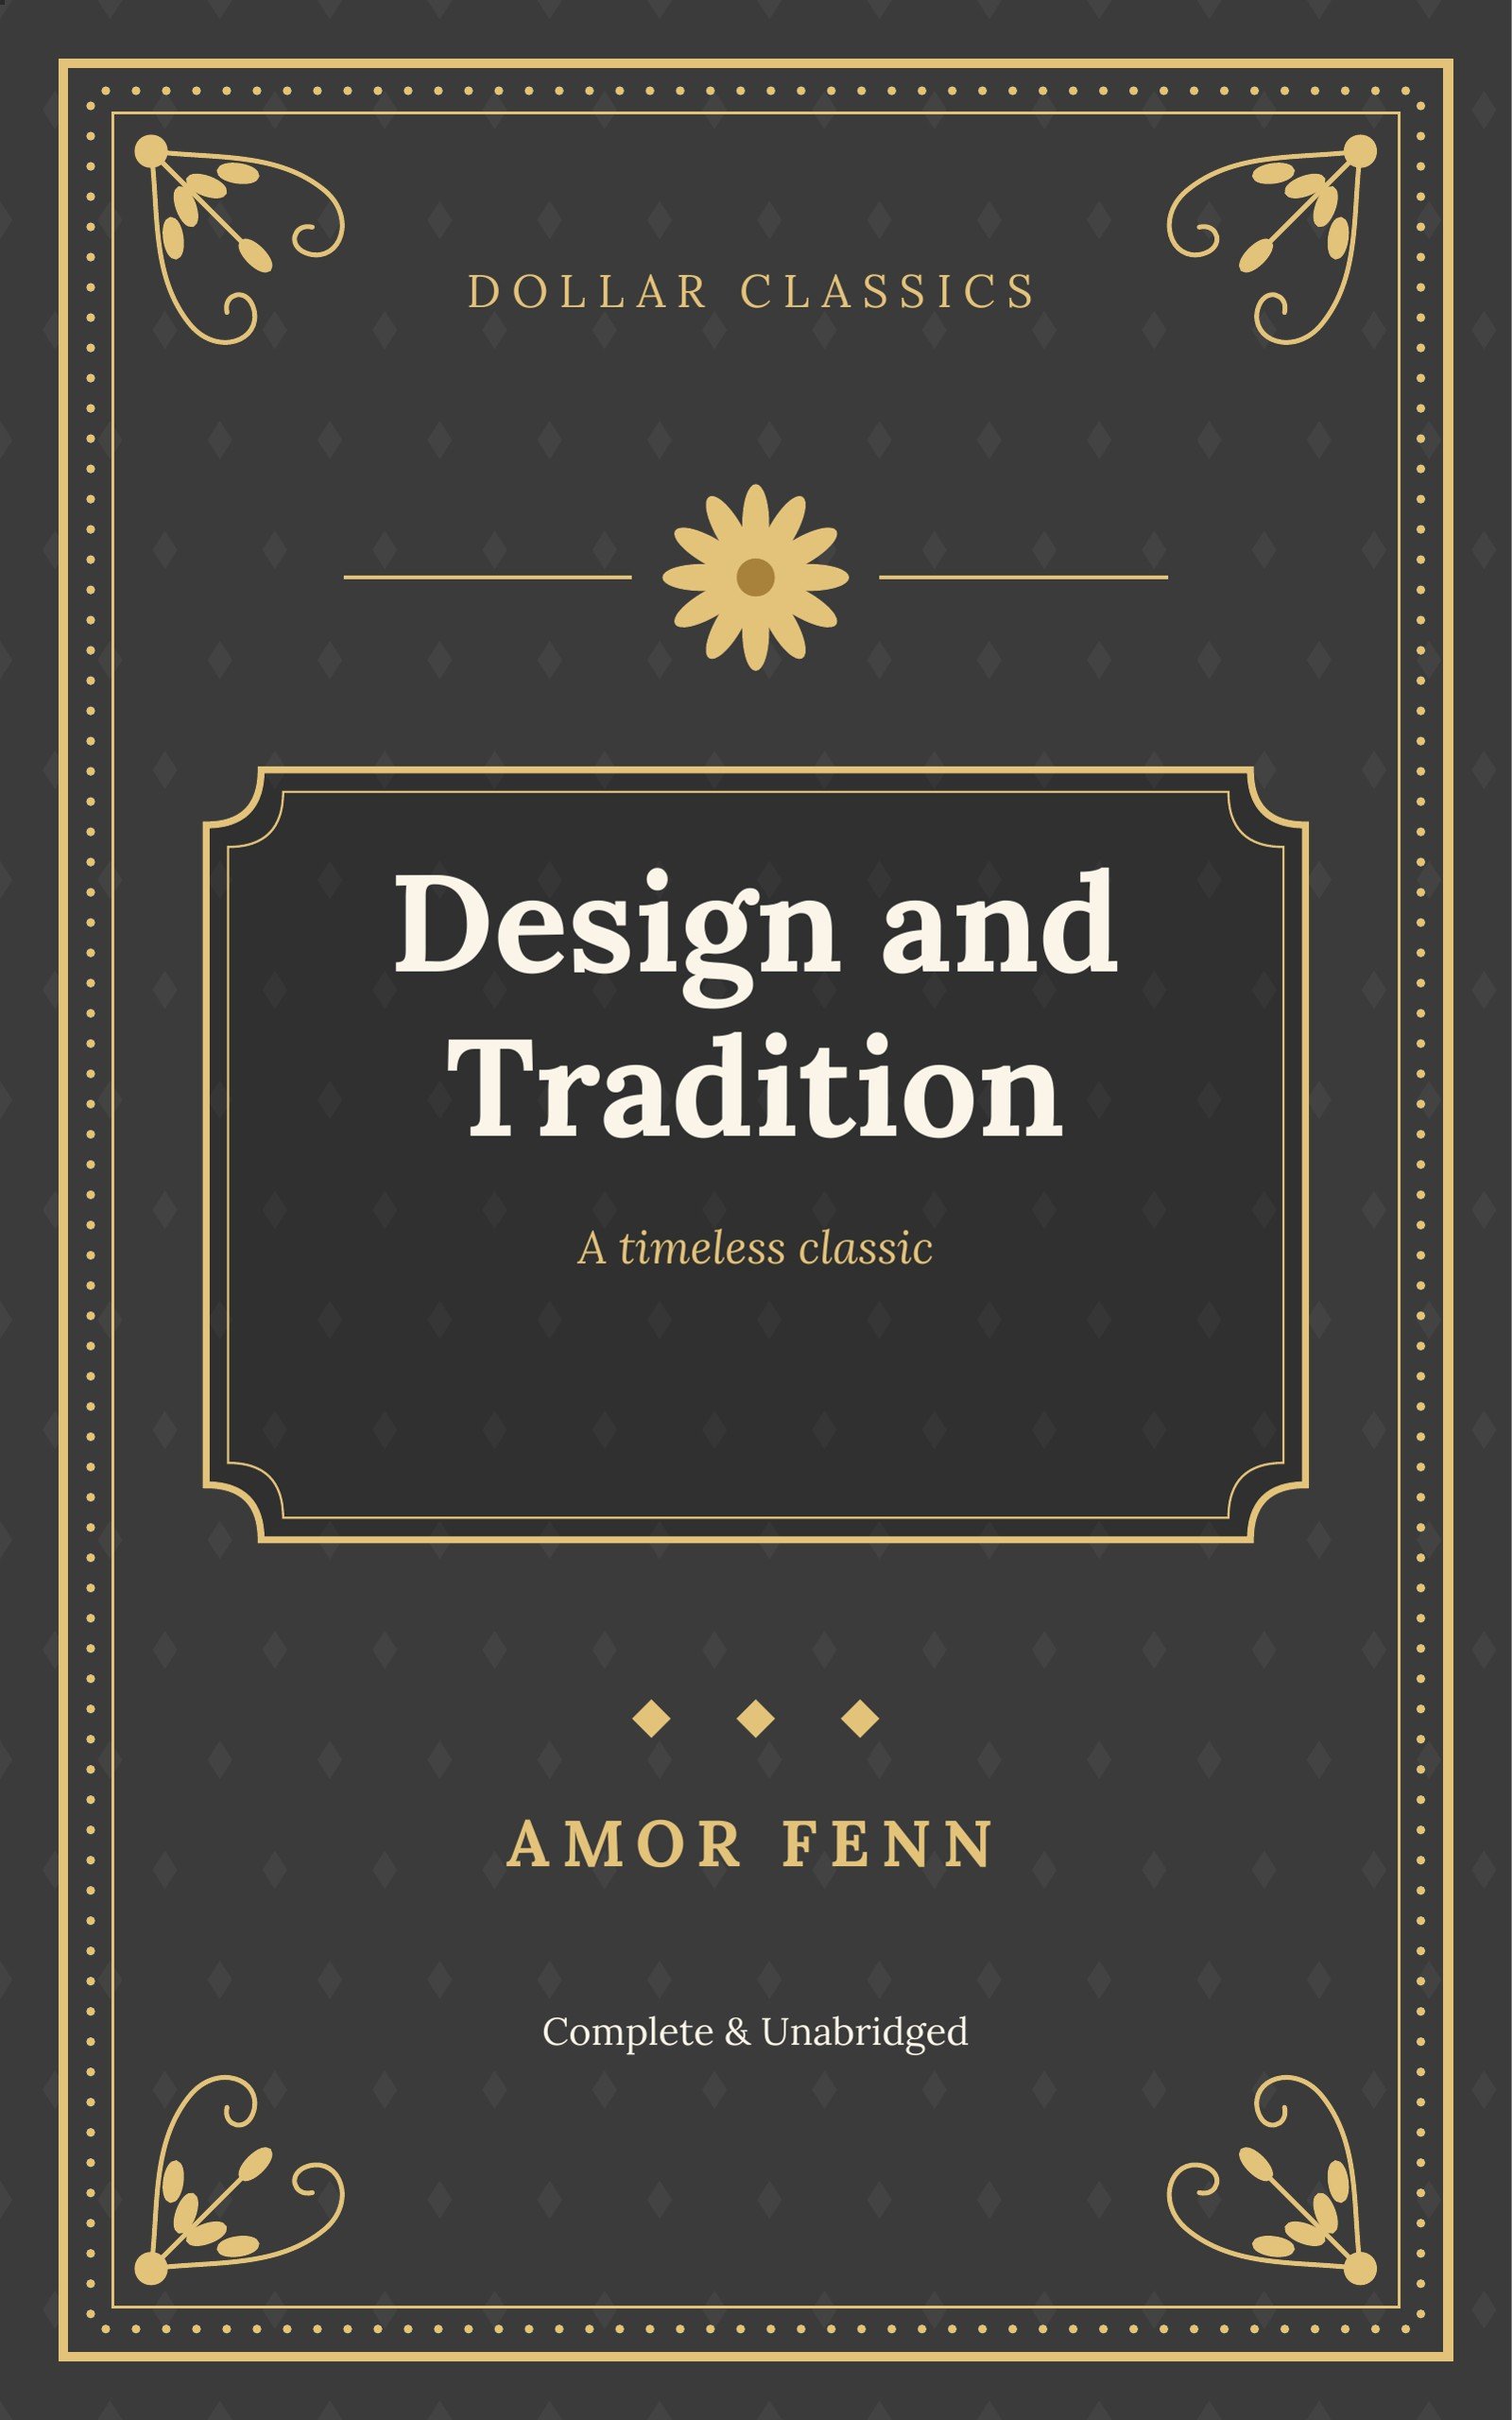 DOLLAR CLASSICS
Design and
Tradition
A timeless classic
AMOR FENN
Complete & Unabridged